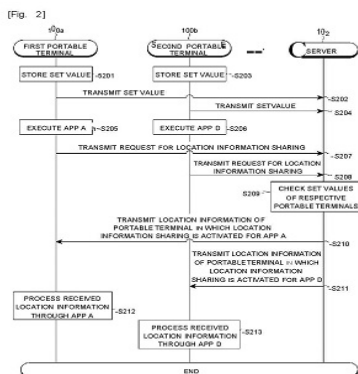 [Fig. 2]
100a
100b
10₂
FIRST PORTABLE
TERMINAL
SECOND PORTABLE
TERMINAL
SERVER
STORE SET VALUE
S201
STORE SET VALUE
S203
TRANSMIT SET VALUE
S202
TRANSMIT SETVALUE
S204
EXECUTE APP A
S205
EXECUTE APP D
S206
TRANSMIT REQUEST FOR LOCATION INFORMATION SHARING
S207
TRANSMIT REQUEST FOR LOCATION
INFORMATION SHARING
S208
S209
CHECK SET VALUES
OF RESPECTIVE
PORTABLE TERMINALS
TRANSMIT LOCATION INFORMATION OF
PORTABLE TERMINAL IN WHICH LOCATION
INFORMATION SHARING IS ACTIVATED FOR APP A
S210
TRANSMIT LOCATION INFORMATION
OF PORTABLE TERMINAL IN WHICH
LOCATION INFORMATION
SHARING IS ACTIVATED FOR APP D
S211
PROCESS RECEIVED
LOCATION INFORMATION
THROUGH APP A
S212
PROCESS RECEIVED
LOCATION INFORMATION
THROUGH APP D
S213
END